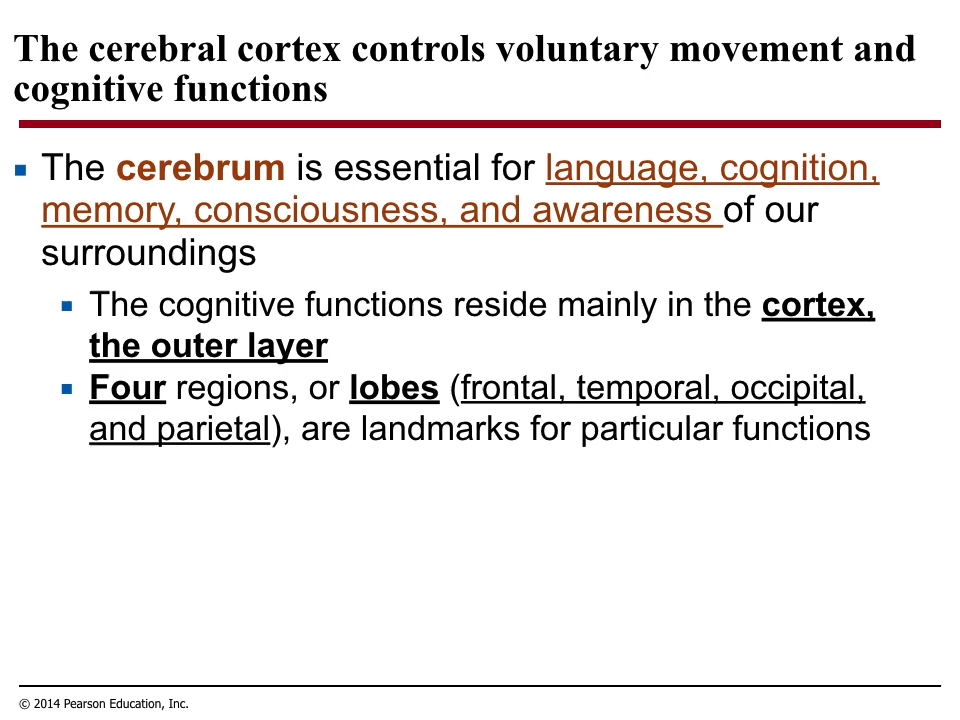 The cerebral cortex controls voluntary movement and
cognitive functions
The cerebrum is essential for language, cognition,
memory, consciousness, and awareness of our
surroundings
The cognitive functions reside mainly in the cortex,
the outer layer
Four regions, or lobes (frontal, temporal, occipital,
and parietal), are landmarks for particular functions
© 2014 Pearson Education, Inc.